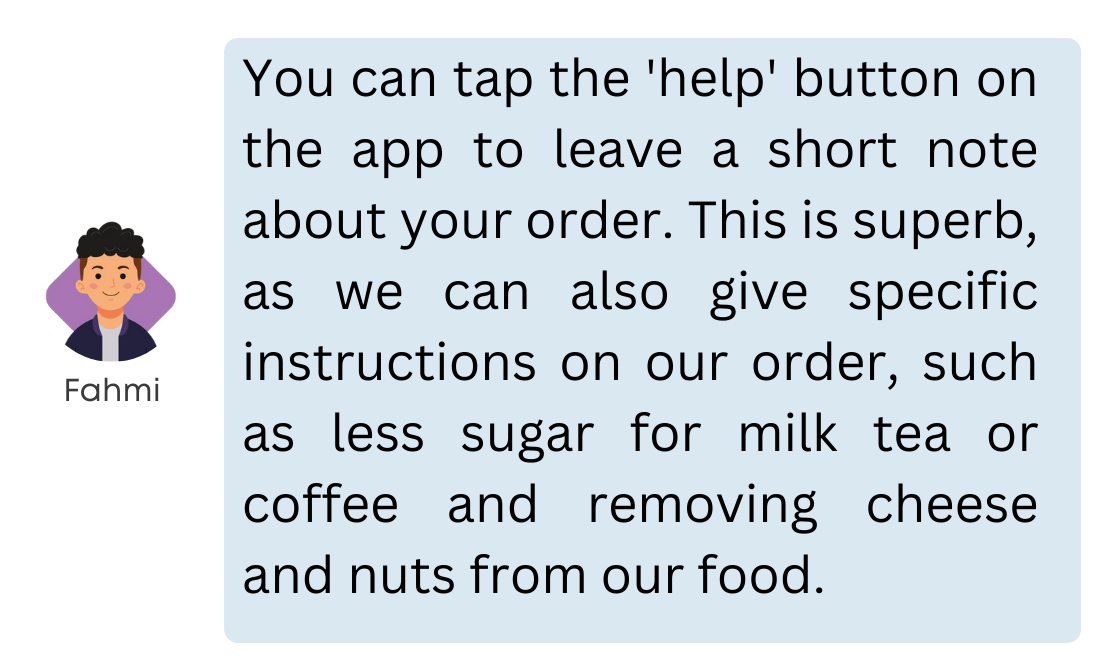 You can tap the 'help' button on
the app to leave a short note
about your order. This is superb,
as we can also give specific
instructions on our order, such
as less sugar for milk tea or
coffee and removing cheese
and nuts from our food.
Fahmi